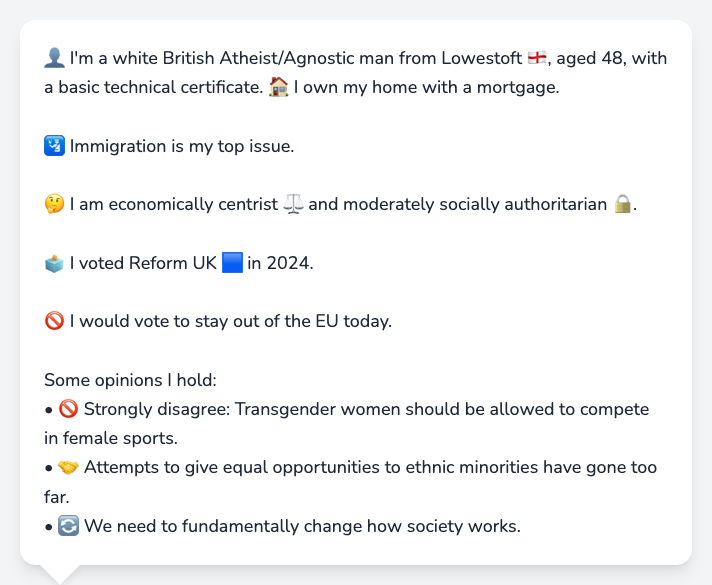 👤 I'm a white British Atheist/Agnostic man from Lowestoft 🏴󠁧󠁢󠁥󠁮󠁧󠁿, aged 48, with
a basic technical certificate. 🏠 I own my home with a mortgage.
🛂 Immigration is my top issue.
🤔 I am economically centrist ⚖️ and moderately socially authoritarian 🔒.
🗳️ I voted Reform UK 🟦 in 2024.
🚫 I would vote to stay out of the EU today.
Some opinions I hold:
• 🚫 Strongly disagree: Transgender women should be allowed to compete
in female sports.
• 🤝 Attempts to give equal opportunities to ethnic minorities have gone too
far.
• 🔄 We need to fundamentally change how society works.